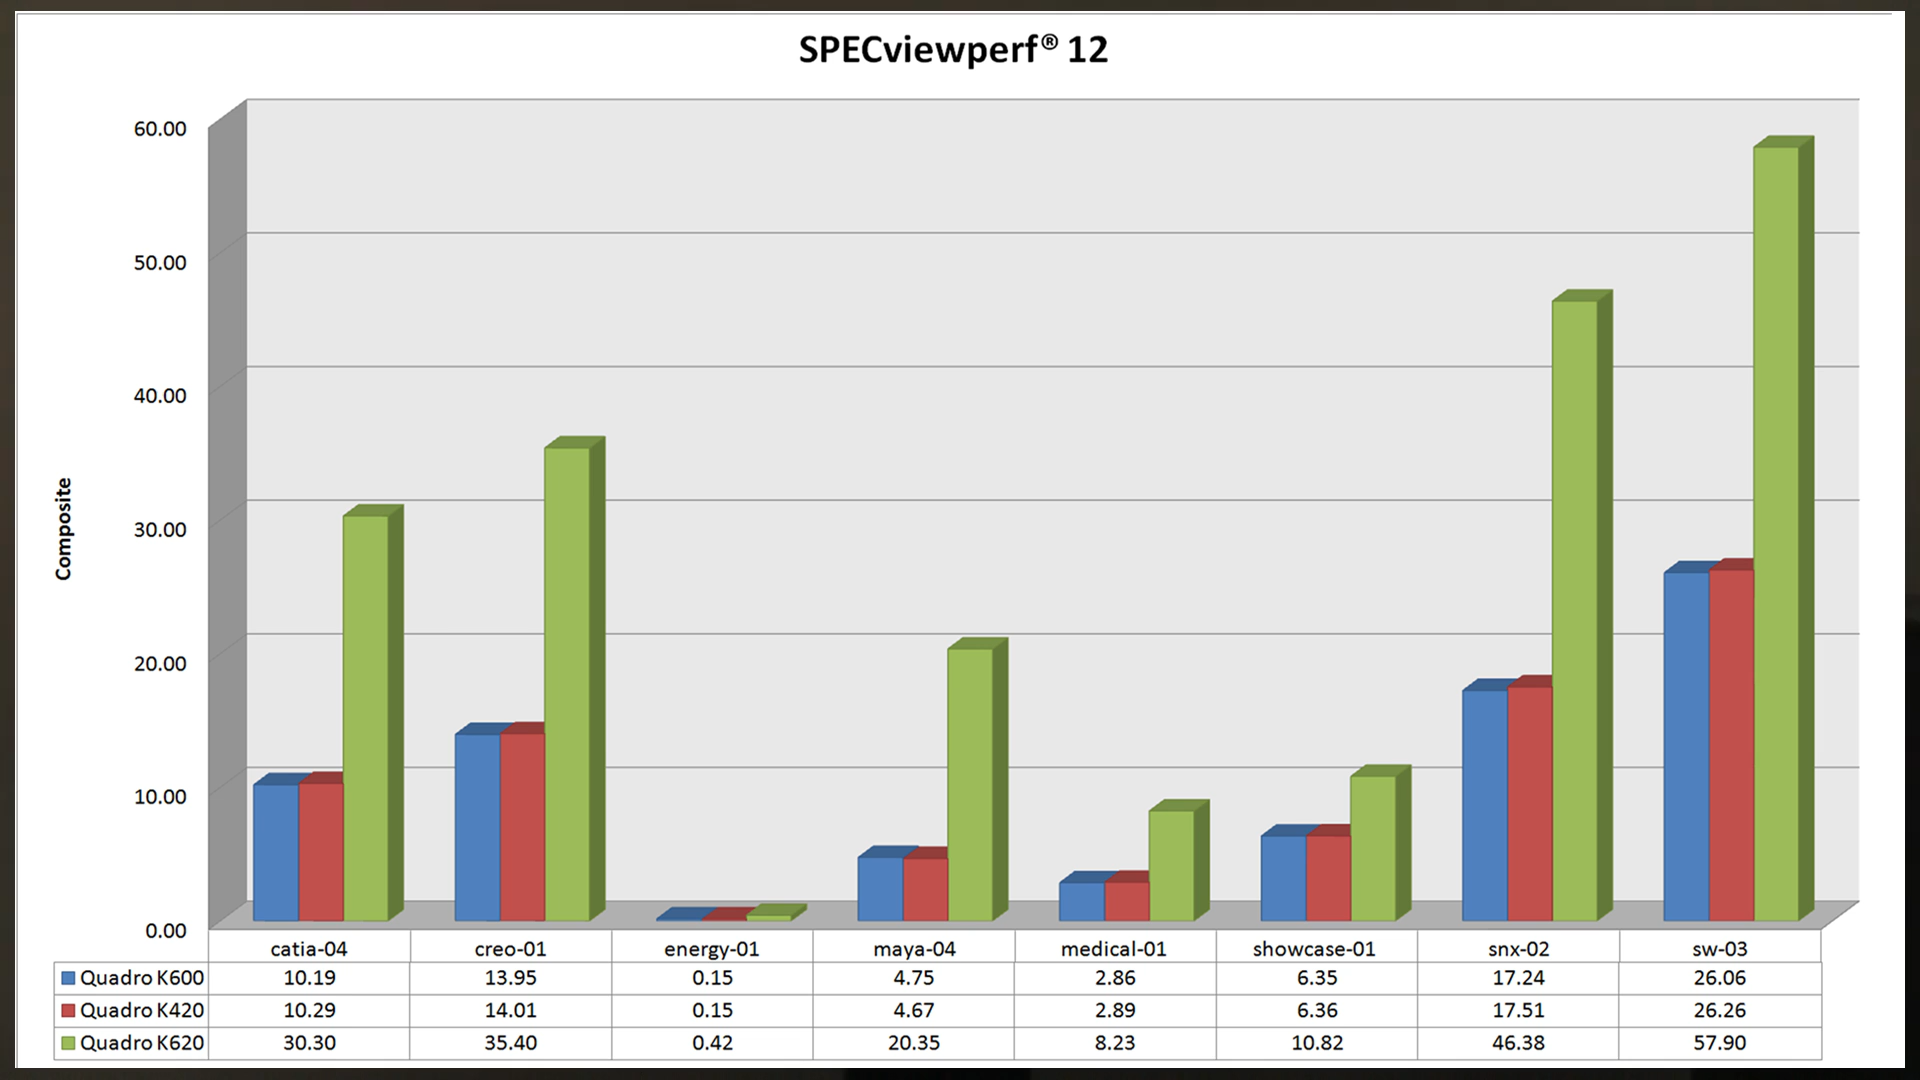 SPECviewperf® 12
60.00
50.00
40.00
30.00
20.00
10.00
0.00
Composite
catia-04 creo-01 energy-01 maya-04 medical-01 showcase-01 snx-02 sw-03
Quadro K600 10.19 13.95 0.15 4.75 2.86 6.35 17.24 26.06
Quadro K420 10.29 14.01 0.15 4.67 2.89 6.36 17.51 26.26
Quadro K620 30.30 35.40 0.42 20.35 8.23 10.82 46.38 57.90